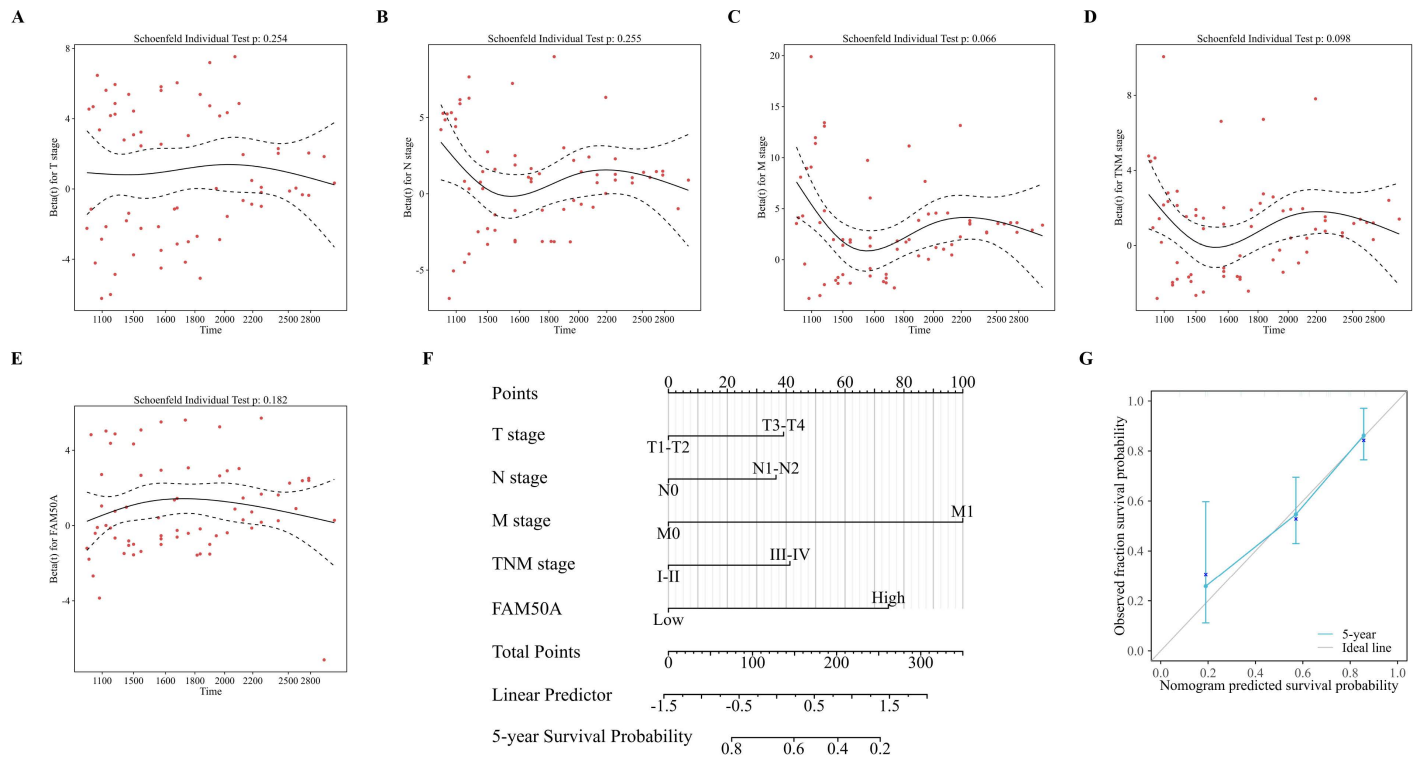 A
Schoenfeld Individual Test p: 0.254
Beta(t) for T stage
8
4
0
-4
1100 1500 1600 2000 2200 2500 2800
Time
B
Schoenfeld Individual Test p: 0.255
Beta(t) for N stage
5
0
-5
1100 1500 1600 2000 2200 2500 2800
Time
C
Schoenfeld Individual Test p: 0.066
Beta(t) for M stage
20
15
10
5
0
1100 1500 1600 2000 2200 2500 2800
Time
D
Schoenfeld Individual Test p: 0.098
Beta(t) for TNM stage
8
4
0
1100 1500 1600 2000 2200 2500 2800
Time
E
Schoenfeld Individual Test p: 0.182
Beta(t) for FAM50A
4
0
-4
1100 1500 1600 2000 2200 2500 2800
Time
F
Points
0 20 40 60 80 100
T stage
T3-T4
T1-T2
N stage
N1-N2
N0
M stage
M1
M0
TNM stage
III-IV
I-II
FAM50A
High
Low
Total Points
0 100 200 300
Linear Predictor
-1.5 -0.5 0.5 1.5
5-year Survival Probability
0.8 0.6 0.4 0.2
G
Observed fraction survival probability
1.0
0.8
0.6
0.4
0.2
0.0
5-year
Ideal line
0.0 0.2 0.4 0.6 0.8 1.0
Nomogram predicted survival probability